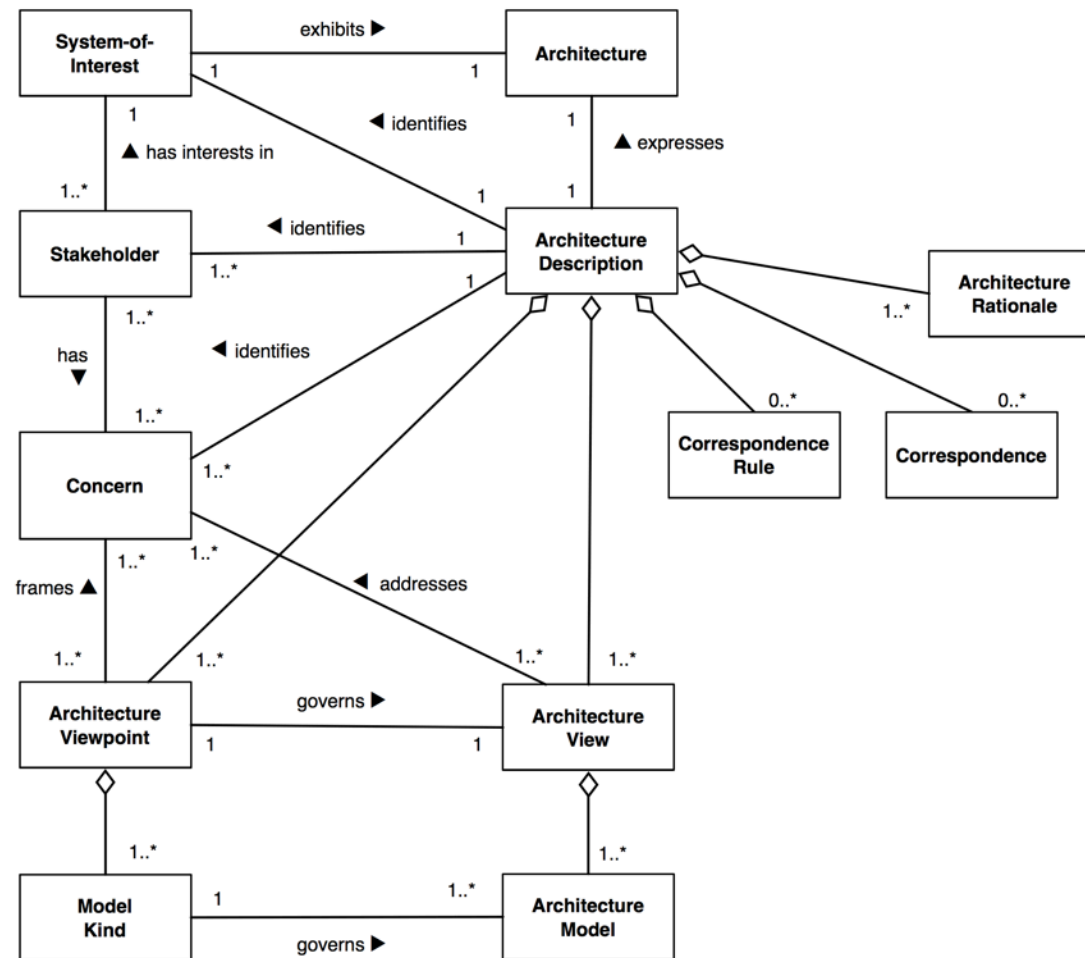 System-of-
Interest
exhibits ▶
Architecture
1
1
1
◀ identifies
1
▲ has interests in
▲ expresses
1..*
1
1
Stakeholder
◀ identifies
1
Architecture
Description
1..*
1..*
1
Architecture
Rationale
1..*
has
▼
◀ identifies
1..*
0..*
0..*
Concern
1..*
Correspondence
Rule
Correspondence
1..*
1..*
frames ▲
◀ addresses
1..*
1..*
1..*
1..*
Architecture
Viewpoint
governs ▶
Architecture
View
1
1
1..*
1..*
Model
Kind
1
1..*
Architecture
Model
governs ▶